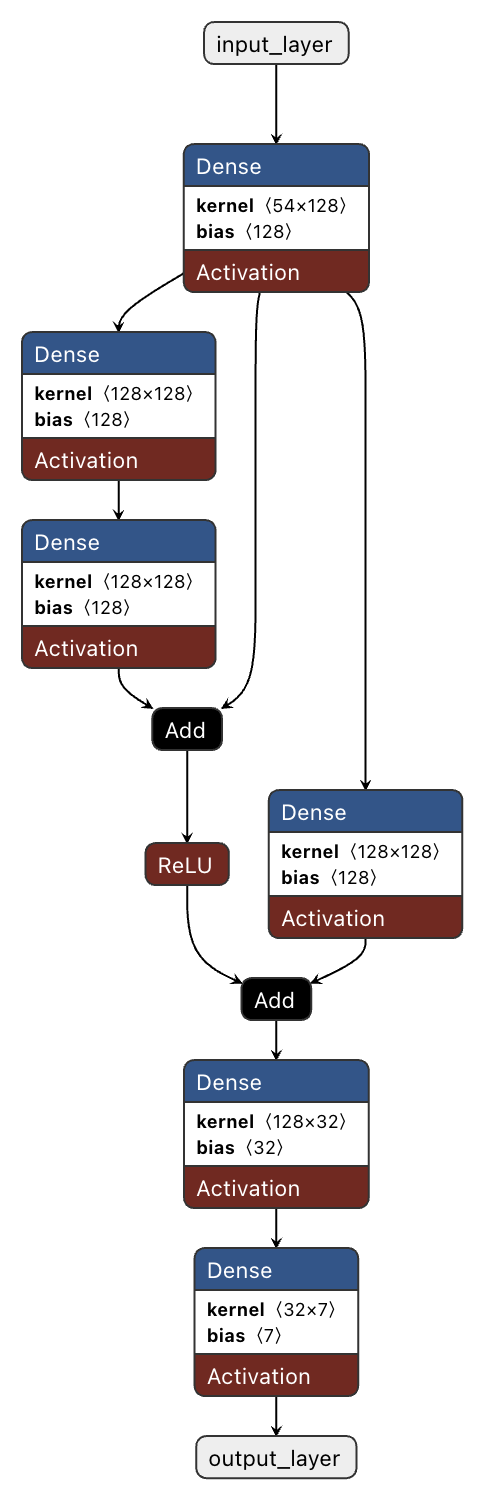 input_layer
Dense
kernel 〈54×128〉
bias 〈128〉
Activation
Dense
kernel 〈128×128〉
bias 〈128〉
Activation
Dense
kernel 〈128×128〉
bias 〈128〉
Activation
Add
ReLU
Dense
kernel 〈128×128〉
bias 〈128〉
Activation
Add
Dense
kernel 〈128×32〉
bias 〈32〉
Activation
Dense
kernel 〈32×7〉
bias 〈7〉
Activation
output_layer